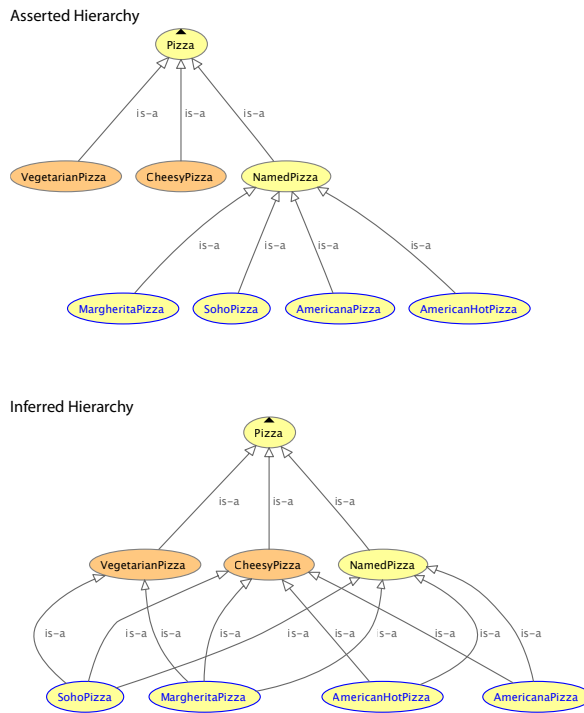 Asserted Hierarchy
Pizza
is-a is-a is-a
VegetarianPizza CheesyPizza NamedPizza
is-a is-a is-a is-a
MargheritaPizza SohoPizza AmericanaPizza AmericanHotPizza
Inferred Hierarchy
Pizza
is-a is-a is-a
VegetarianPizza CheesyPizza NamedPizza
is-a is-a is-a is-a is-a is-a is-a is-a is-a is-a
SohoPizza MargheritaPizza AmericanHotPizza AmericanaPizza